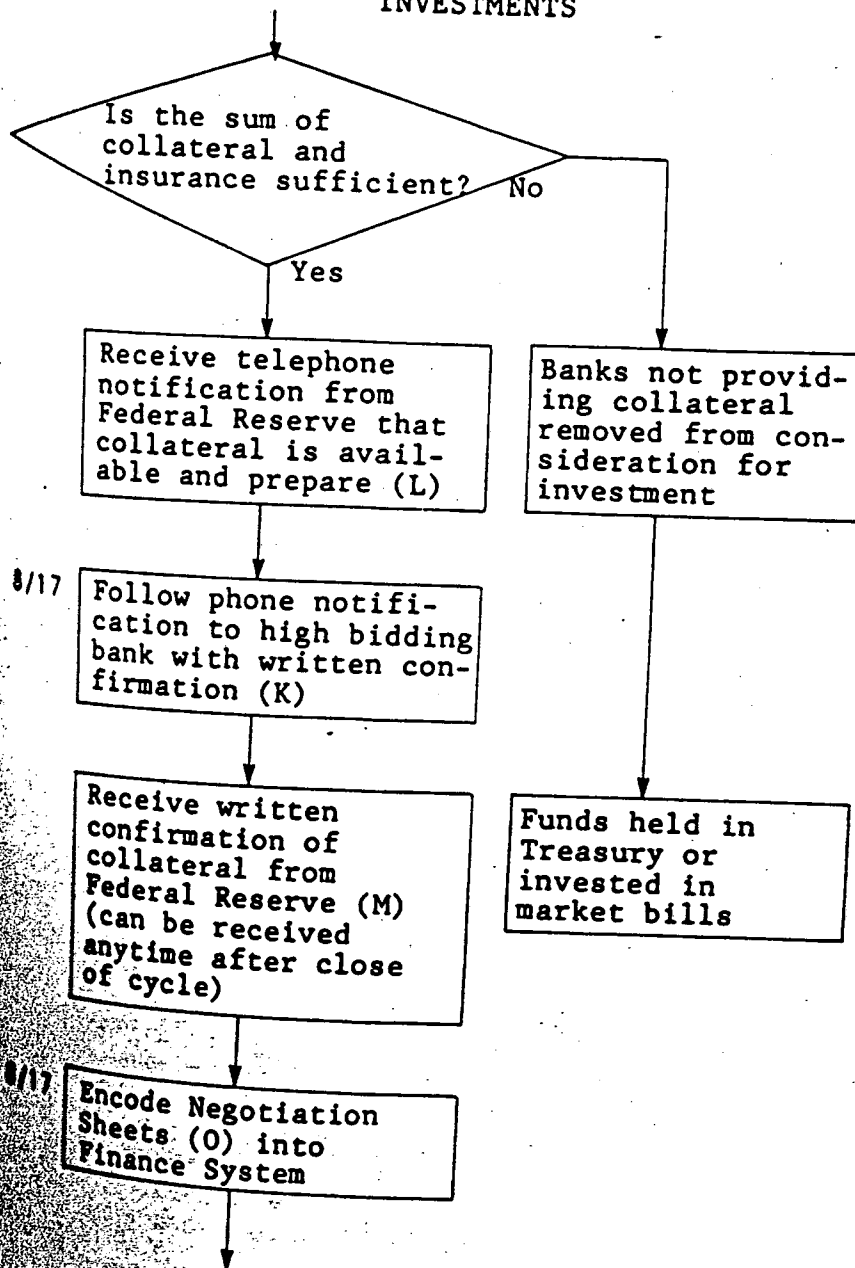 INVESTMENTS
Is the sum of
collateral and
insurance sufficient?
No
Yes
Receive telephone
notification from
Federal Reserve that
collateral is avail-
able and prepare (L)
Banks not provid-
ing collateral
removed from con-
sideration for
investment
8/17
Follow phone notifi-
cation to high bidding
bank with written con-
firmation (K)
Receive written
confirmation of
collateral from
Federal Reserve (M)
(can be received
anytime after close
of cycle)
Funds held in
Treasury or
invested in
market bills
8/17
Encode Negotiation
Sheets (O) into
Finance System